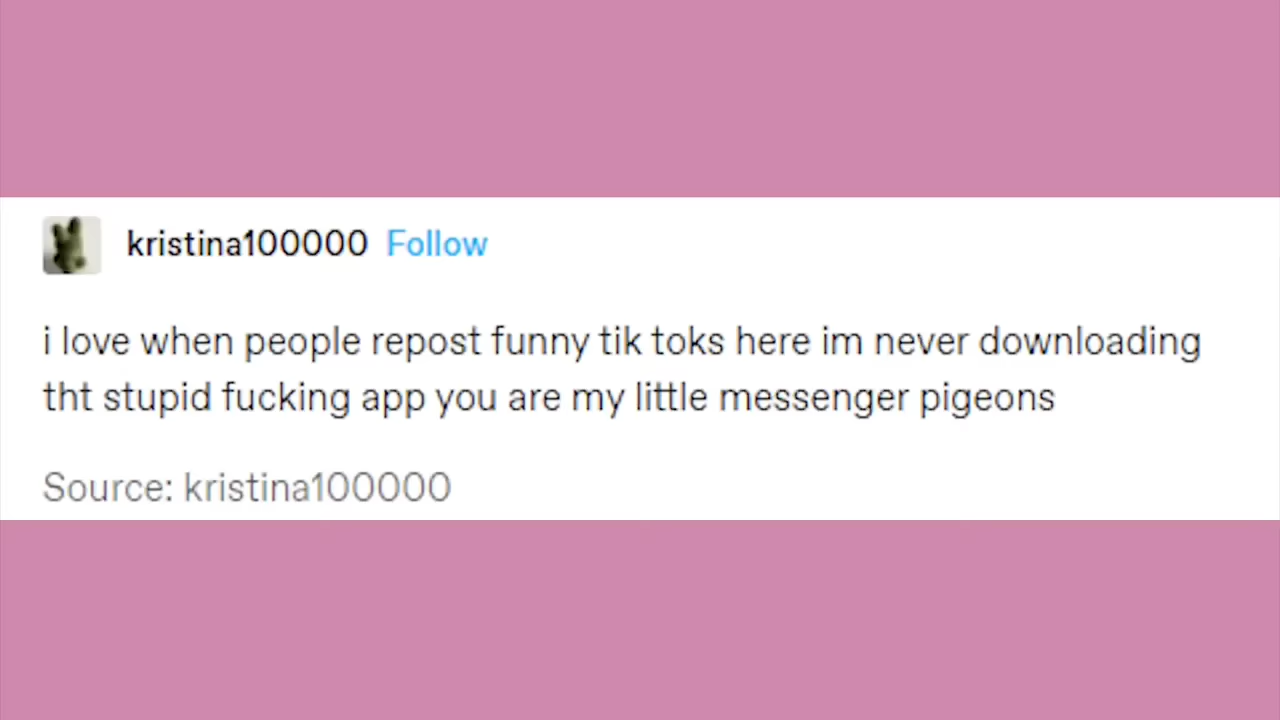 kristina100000 Follow
i love when people repost funny tik toks here im never downloading
tht stupid fucking app you are my little messenger pigeons
Source: kristina100000